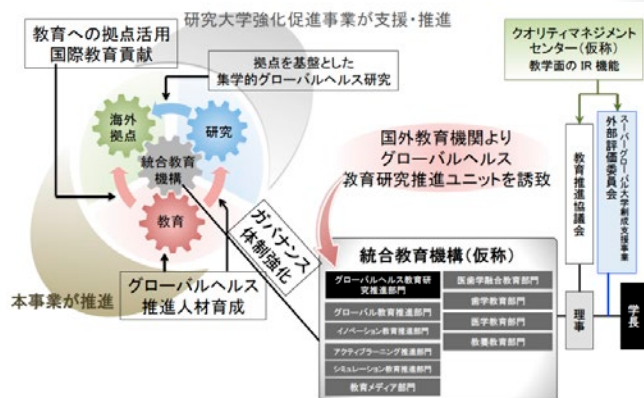 研究大学強化促進事業が支援・推進
教育への拠点活用
国際教育貢献
拠点を基盤とした
集学的グローバルヘルス研究
海外
拠点
研究
統合教育
機構
教育
本事業が推進
グローバルヘルス
推進人材育成
ガバナンス
体制強化
国外教育機関より
グローバルヘルス
教育研究推進ユニットを誘致
クオリティマネジメント
センター(仮称)
教学面の IR 機能
教育推進協議会
スーパーグローバル大学創成支援事業
外部評価委員会
統合教育機構(仮称)
グローバルヘルス教育研
究推進部門
グローバル教育推進部門
イノベーション教育推進部門
アクティブラーニング推進部門
シミュレーション教育推進部門
教育メディア部門
医歯学融合教育部門
歯学教育部門
医学教育部門
教養教育部門
理事
学長